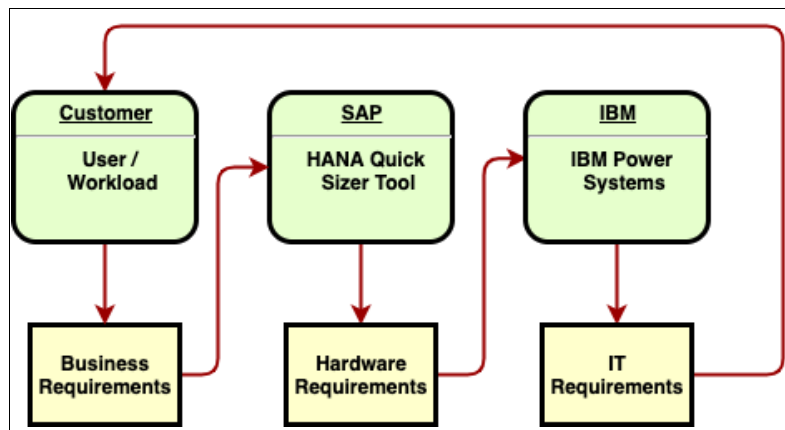 Customer
User /
Workload
SAP
HANA Quick
Sizer Tool
IBM
IBM Power
Systems
Business
Requirements
Hardware
Requirements
IT
Requirements